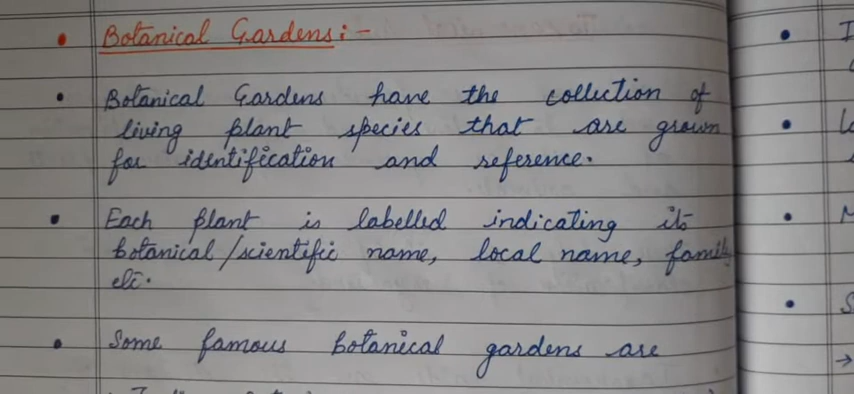 • Botanical Gardens:-
• Botanical Gardens have the collection of
living plant species that are grown
for identification and reference.
• Each plant is labelled indicating its
botanical/scientific name, local name, family
etc.
• Some famous botanical gardens are